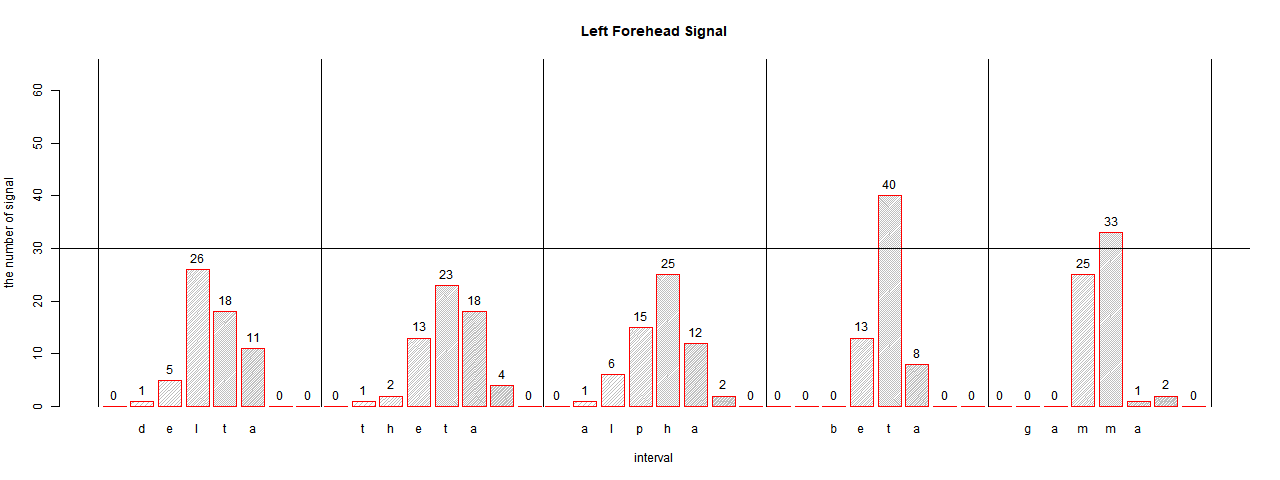 Left Forehead Signal
the number of signal
60
50
40
30
20
10
0
0 1 5 26 18 11 0 0 0 1 2 13 23 18 4 0 0 1 6 15 25 12 2 0 0 0 0 13 40 8 0 0 0 0 0 25 33 1 2 0
d e l t a t h e t a a l p h a b e t a g a m m a
interval